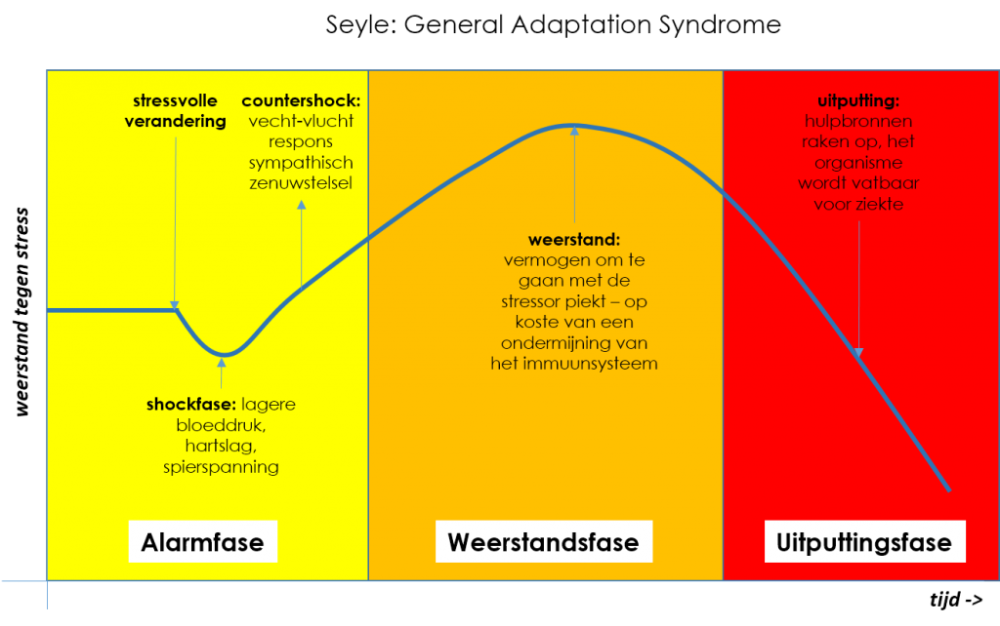 Seyle: General Adaptation Syndrome
stressvolle
verandering
countershock:
vecht-vlucht
respons
sympathisch
zenuwstelsel
uitputting:
hulpbronnen
raken op, het
organisme
wordt vatbaar
voor ziekte
weerstand tegen stress
weerstand:
vermogen om te
gaan met de
stressor piekt – op
koste van een
ondermijning van
het immuunsysteem
shockfase: lagere
bloeddruk,
hartslag,
spierspanning
Alarmfase
Weerstandsfase
Uitputtingsfase
tijd ->